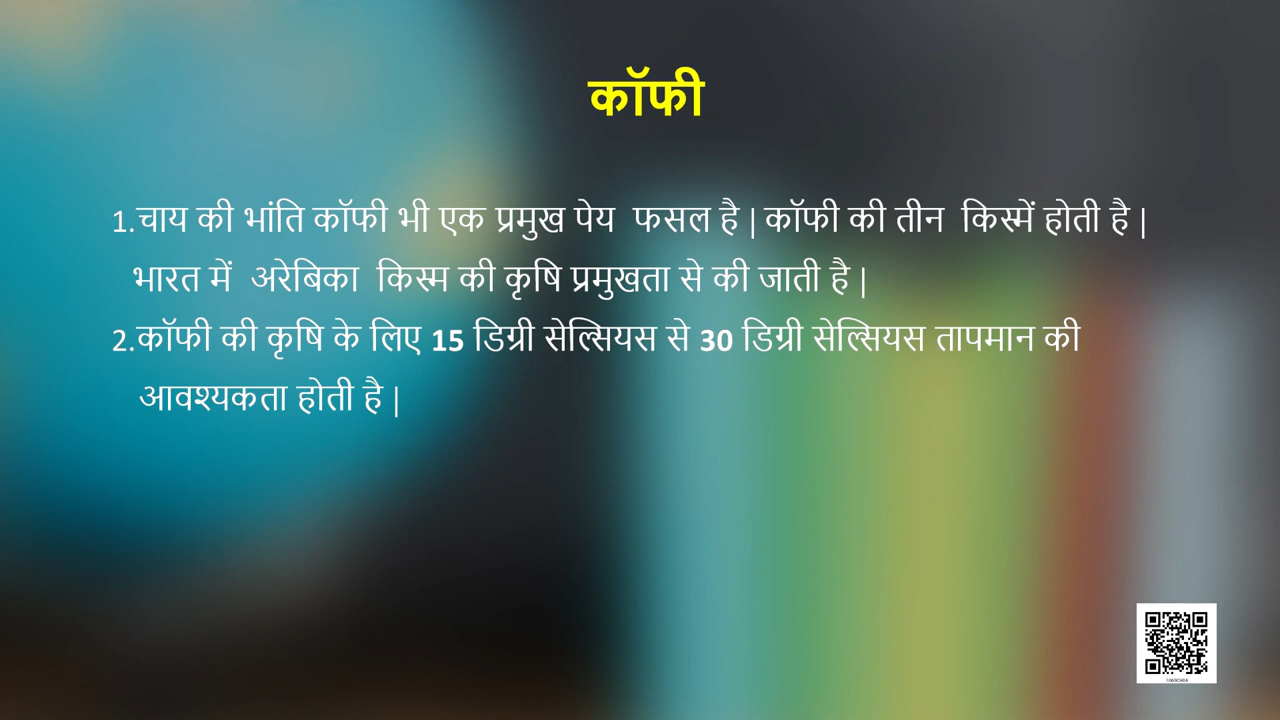 कॉफी
1.चाय की भांति कॉफी भी एक प्रमुख पेय फसल है | कॉफी की तीन किस्में होती है |
भारत में अरेबिका किस्म की कृषि प्रमुखता से की जाती है |
2.कॉफी की कृषि के लिए 15 डिग्री सेल्सियस से 30 डिग्री सेल्सियस तापमान की
आवश्यकता होती है |